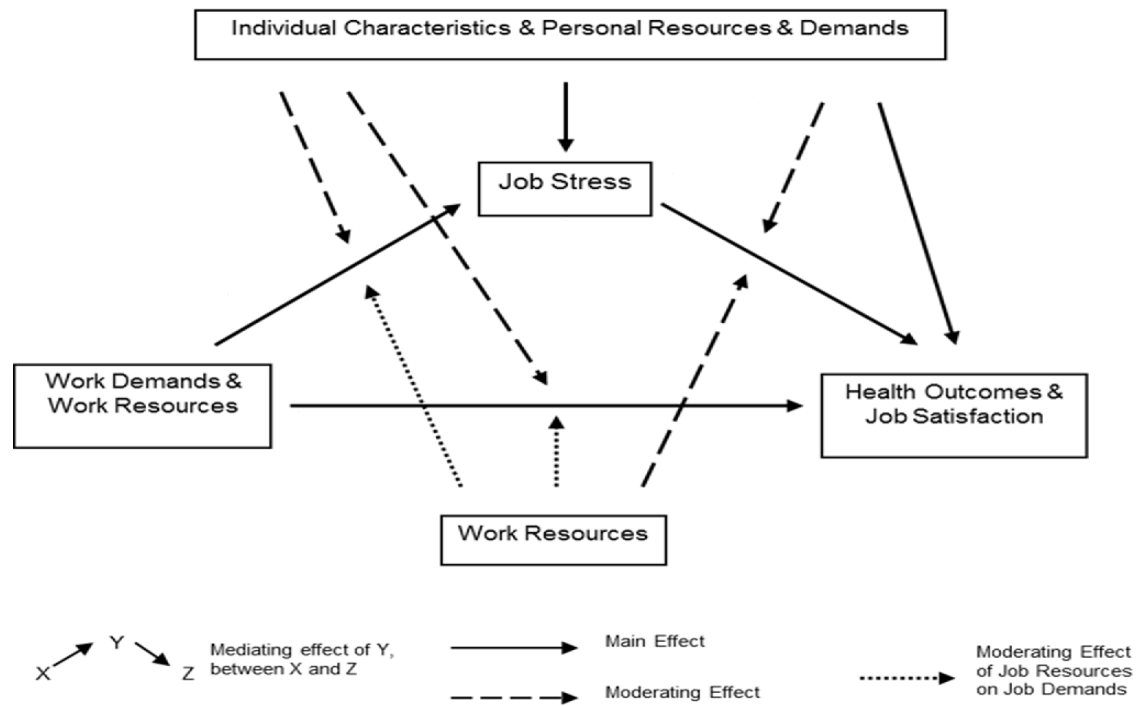 Individual Characteristics & Personal Resources & Demands
Job Stress
Work Demands &
Work Resources
Health Outcomes &
Job Satisfaction
Work Resources
X
Y
Z
Mediating effect of Y,
between X and Z
Main Effect
Moderating Effect
Moderating Effect
of Job Resources
on Job Demands